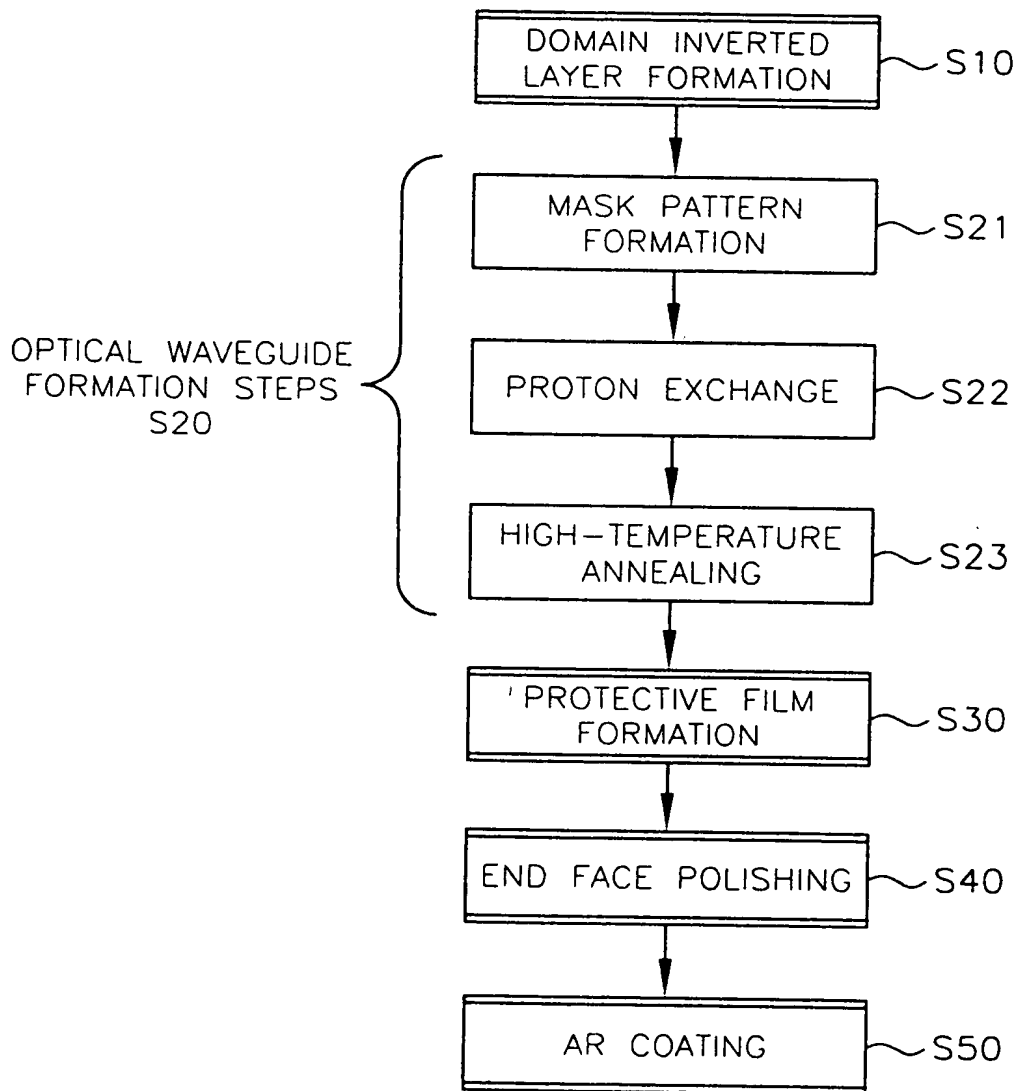 DOMAIN INVERTED
LAYER FORMATION
S10
MASK PATTERN
FORMATION
S21
OPTICAL WAVEGUIDE
FORMATION STEPS
S20
PROTON EXCHANGE
S22
HIGH-TEMPERATURE
ANNEALING
S23
PROTECTIVE FILM
FORMATION
S30
END FACE POLISHING
S40
AR COATING
S50